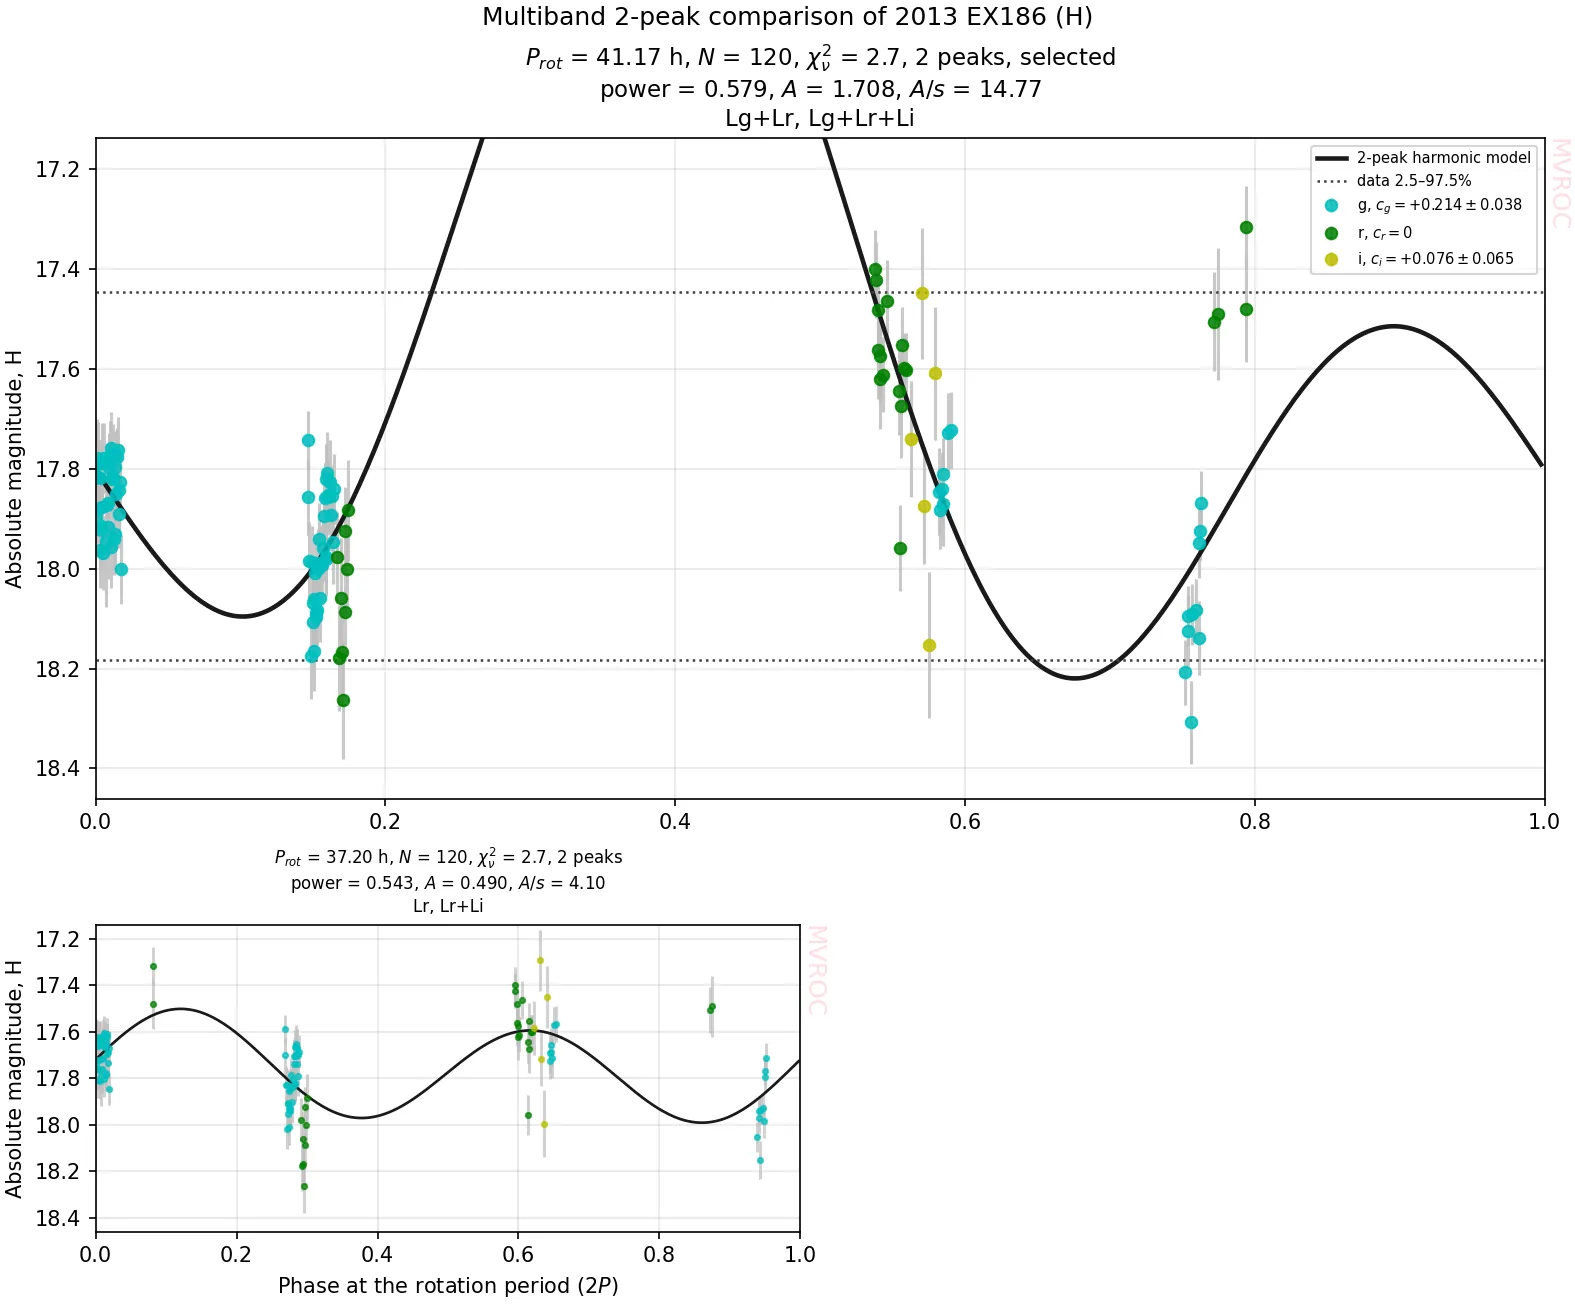 Multiband 2-peak comparison of 2013 EX186 (H)
P_rot = 41.17 h, N = 120, χ²_ν = 2.7, 2 peaks, selected
power = 0.579, A = 1.708, A/s = 14.77
Lg+Lr, Lg+Lr+Li
2-peak harmonic model
data 2.5–97.5%
g, c_g = +0.214 ± 0.038
r, c_r = 0
i, c_i = +0.076 ± 0.065
MVROC
Absolute magnitude, H
17.2
17.4
17.6
17.8
18.0
18.2
18.4
0.0 0.2 0.4 0.6 0.8 1.0
P_rot = 37.20 h, N = 120, χ²_ν = 2.7, 2 peaks
power = 0.543, A = 0.490, A/s = 4.10
Lr, Lr+Li
MVROC
Absolute magnitude, H
17.2
17.4
17.6
17.8
18.0
18.2
18.4
0.0 0.2 0.4 0.6 0.8 1.0
Phase at the rotation period (2P)